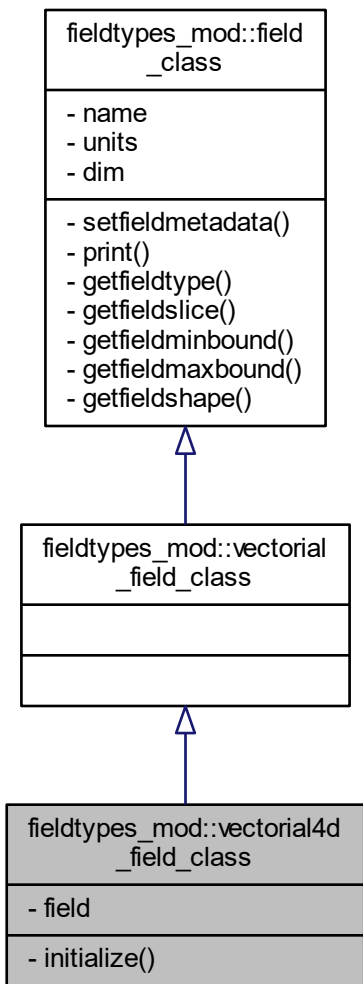 fieldtypes_mod::field
_class
- name
- units
- dim
- setfieldmetadata()
- print()
- getfieldtype()
- getfieldslice()
- getfieldminbound()
- getfieldmaxbound()
- getfieldshape()
fieldtypes_mod::vectorial
_field_class
fieldtypes_mod::vectorial4d
_field_class
- field
- initialize()